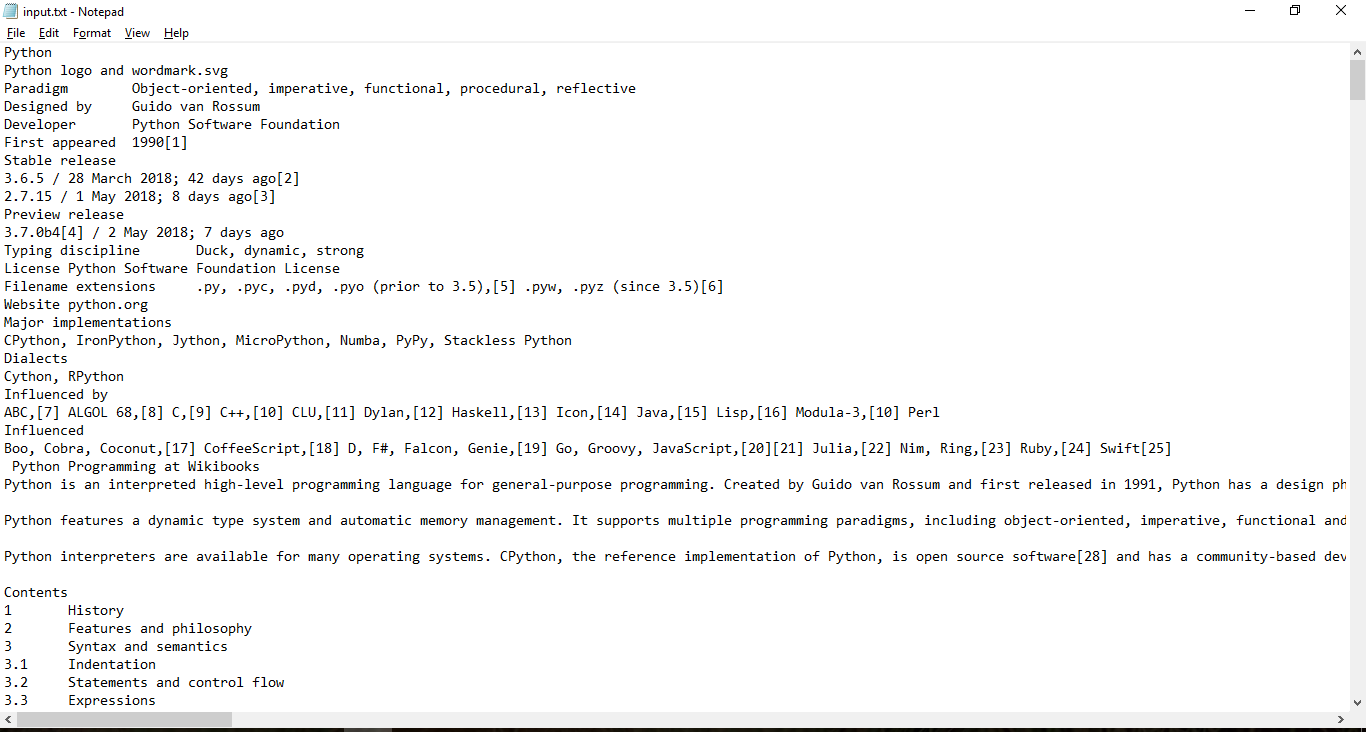 input.txt - Notepad
File Edit Format View Help
Python
Python logo and wordmark.svg
Paradigm Object-oriented, imperative, functional, procedural, reflective
Designed by Guido van Rossum
Developer Python Software Foundation
First appeared 1990[1]
Stable release
3.6.5 / 28 March 2018; 42 days ago[2]
2.7.15 / 1 May 2018; 8 days ago[3]
Preview release
3.7.0b4[4] / 2 May 2018; 7 days ago
Typing discipline Duck, dynamic, strong
License Python Software Foundation License
Filename extensions .py, .pyc, .pyd, .pyo (prior to 3.5),[5] .pyw, .pyz (since 3.5)[6]
Website python.org
Major implementations
CPython, IronPython, Jython, MicroPython, Numba, PyPy, Stackless Python
Dialects
Cython, RPython
Influenced by
ABC,[7] ALGOL 68,[8] C,[9] C++,[10] CLU,[11] Dylan,[12] Haskell,[13] Icon,[14] Java,[15] Lisp,[16] Modula-3,[10] Perl
Influenced
Boo, Cobra, Coconut,[17] CoffeeScript,[18] D, F#, Falcon, Genie,[19] Go, Groovy, JavaScript,[20][21] Julia,[22] Nim, Ring,[23] Ruby,[24] Swift[25]
Python Programming at Wikibooks
Python is an interpreted high-level programming language for general-purpose programming. Created by Guido van Rossum and first released in 1991, Python has a design ph
Python features a dynamic type system and automatic memory management. It supports multiple programming paradigms, including object-oriented, imperative, functional and
Python interpreters are available for many operating systems. CPython, the reference implementation of Python, is open source software[28] and has a community-based dev
Contents
1 History
2 Features and philosophy
3 Syntax and semantics
3.1 Indentation
3.2 Statements and control flow
3.3 Expressions